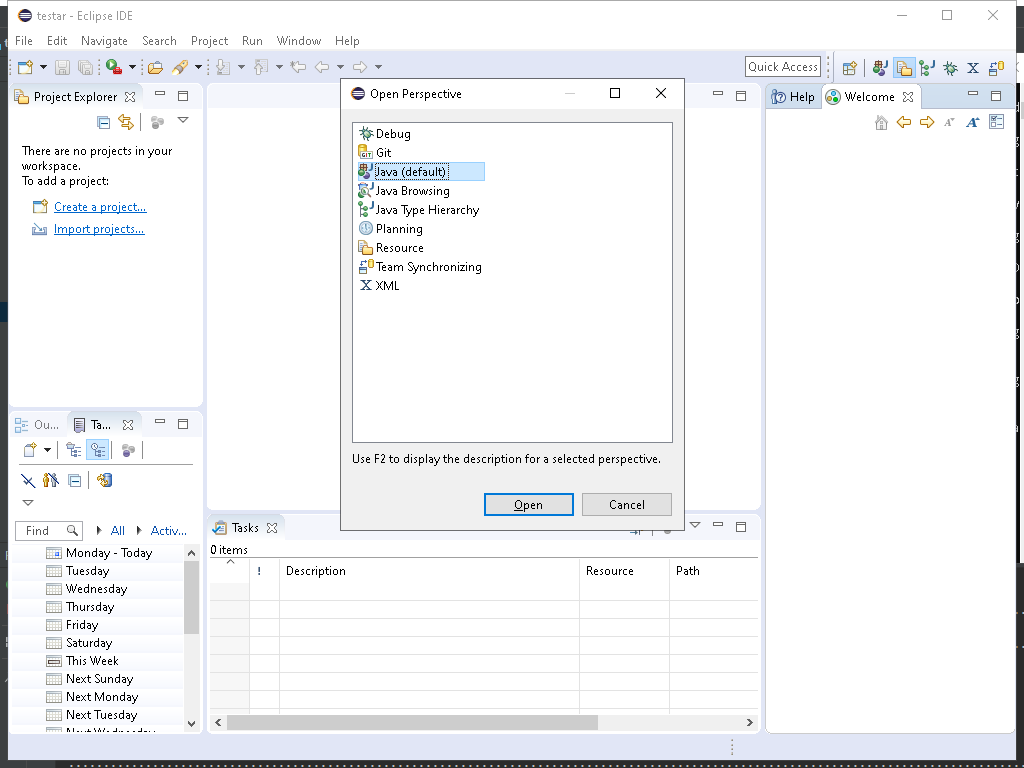 testar - Eclipse IDE
File Edit Navigate Search Project Run Window Help
Quick Access
Project Explorer
There are no projects in your
workspace.
To add a project:
Create a project...
Import projects...
Open Perspective
Debug
Git
Java (default)
Java Browsing
Java Type Hierarchy
Planning
Resource
Team Synchronizing
XML
Use F2 to display the description for a selected perspective.
Open Cancel
Help Welcome
Ou... Ta...
Find All Activ...
Monday - Today
Tuesday
Wednesday
Thursday
Friday
Saturday
This Week
Next Sunday
Next Monday
Next Tuesday
Next Wednesday
Tasks
0 items
! Description Resource Path